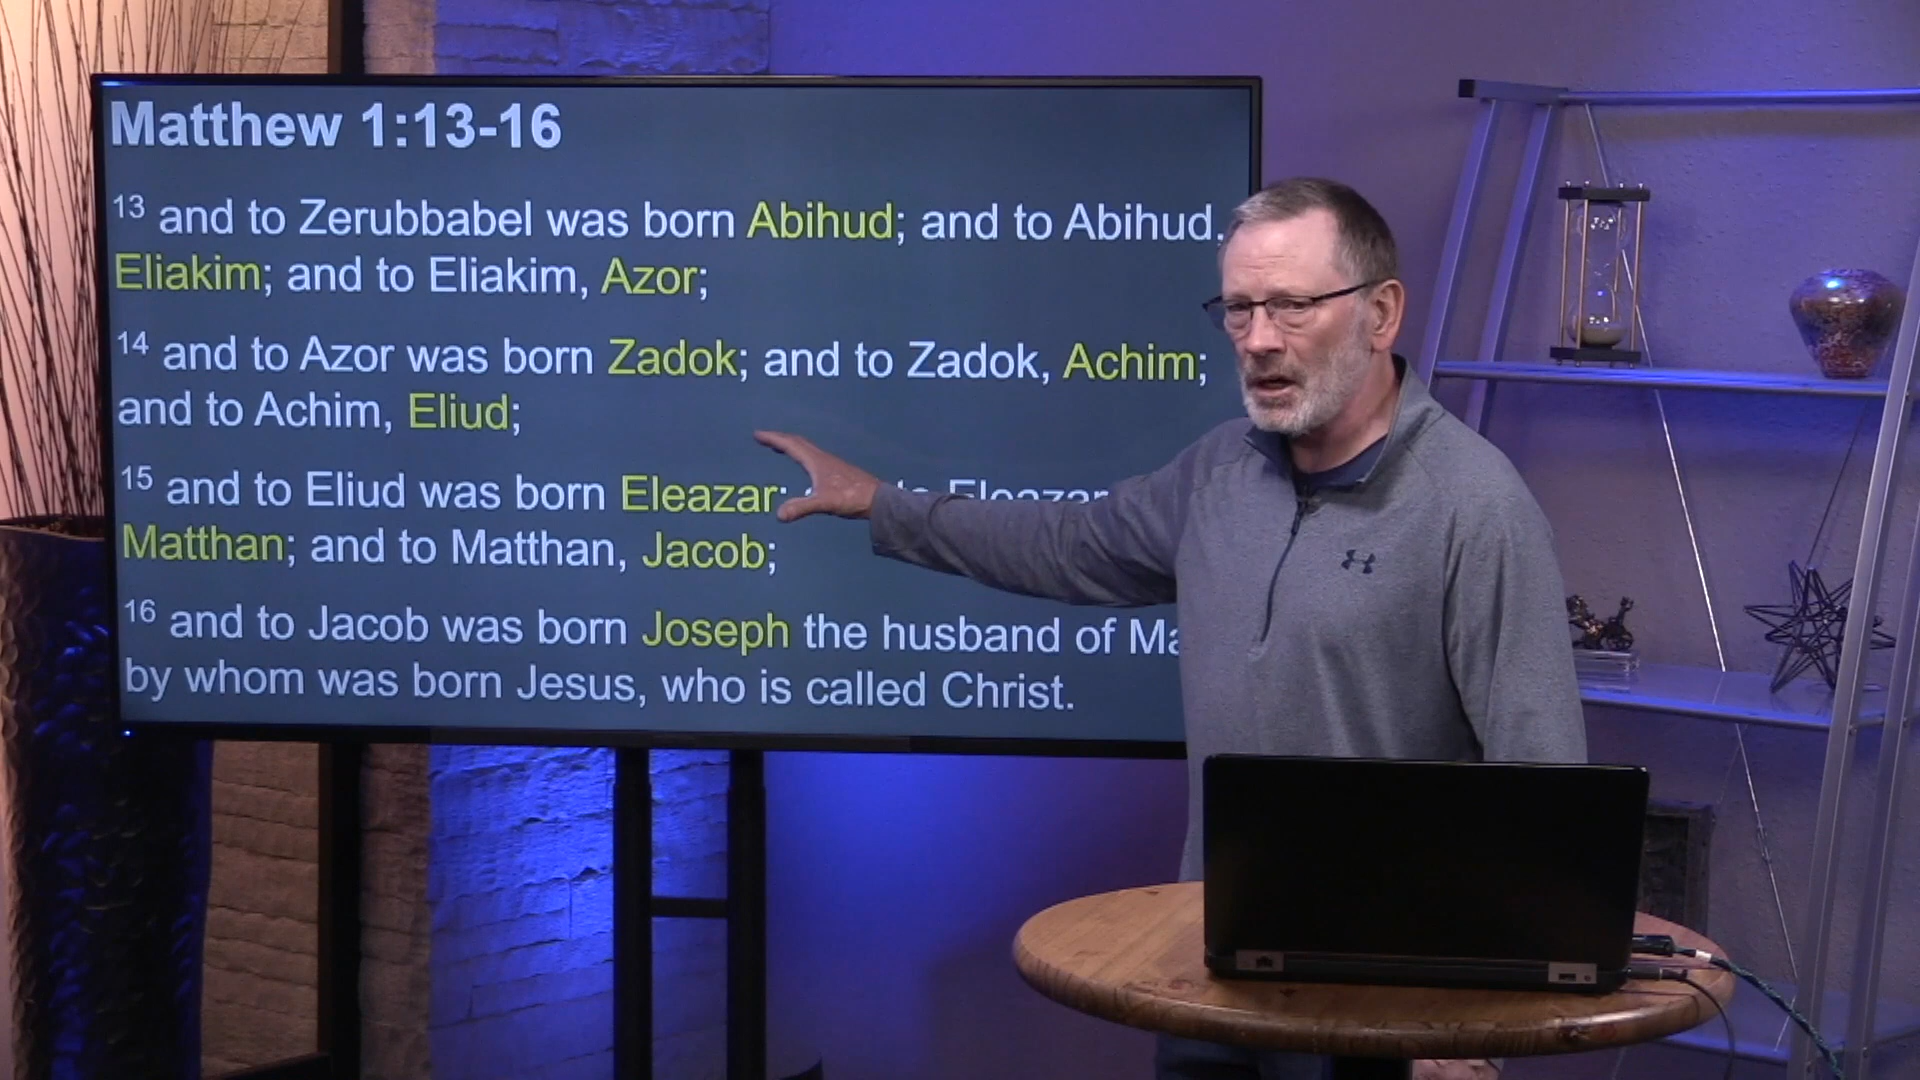 Matthew 1:13-16
13 and to Zerubbabel was born Abihud; and to Abihud,
Eliakim; and to Eliakim, Azor;
14 and to Azor was born Zadok; and to Zadok, Achim;
and to Achim, Eliud;
15 and to Eliud was born Eleazar; to Eleazar
Matthan; and to Matthan, Jacob;
16 and to Jacob was born Joseph the husband of Ma
by whom was born Jesus, who is called Christ.